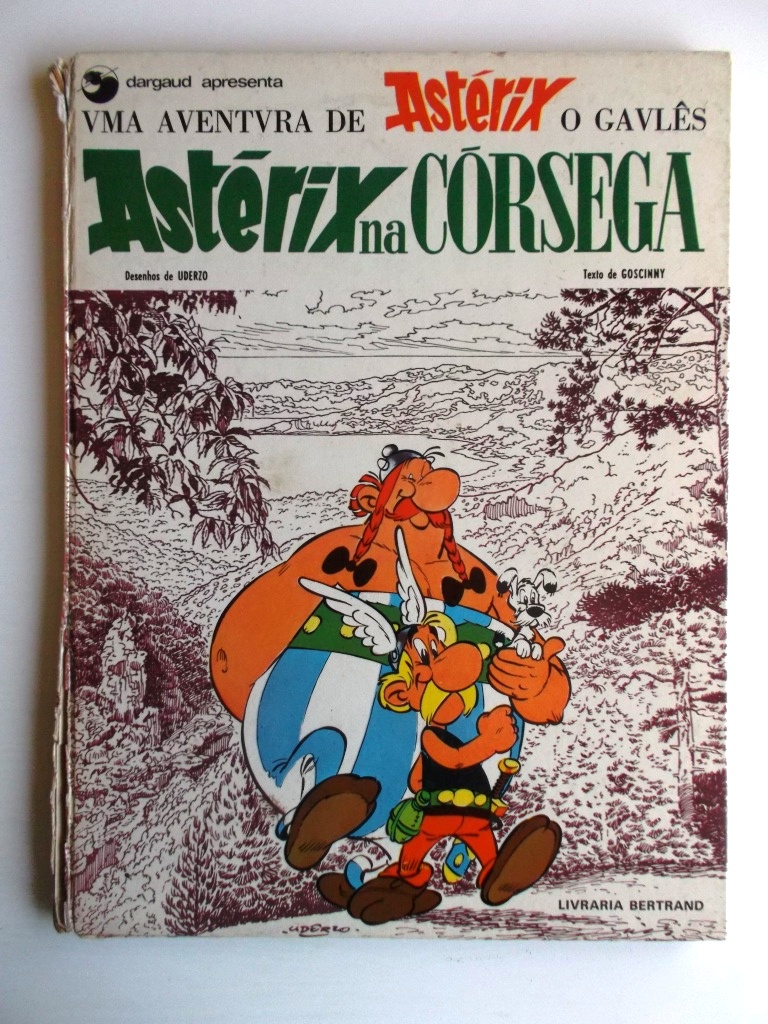 dargaud apresenta
VMA AVENTVRA DE Astérix O GAVLÊS
Astérix na CÓRSEGA
Desenhos de UDERZO
Texto de GOSCINNY
LIVRARIA BERTRAND
UDERZO